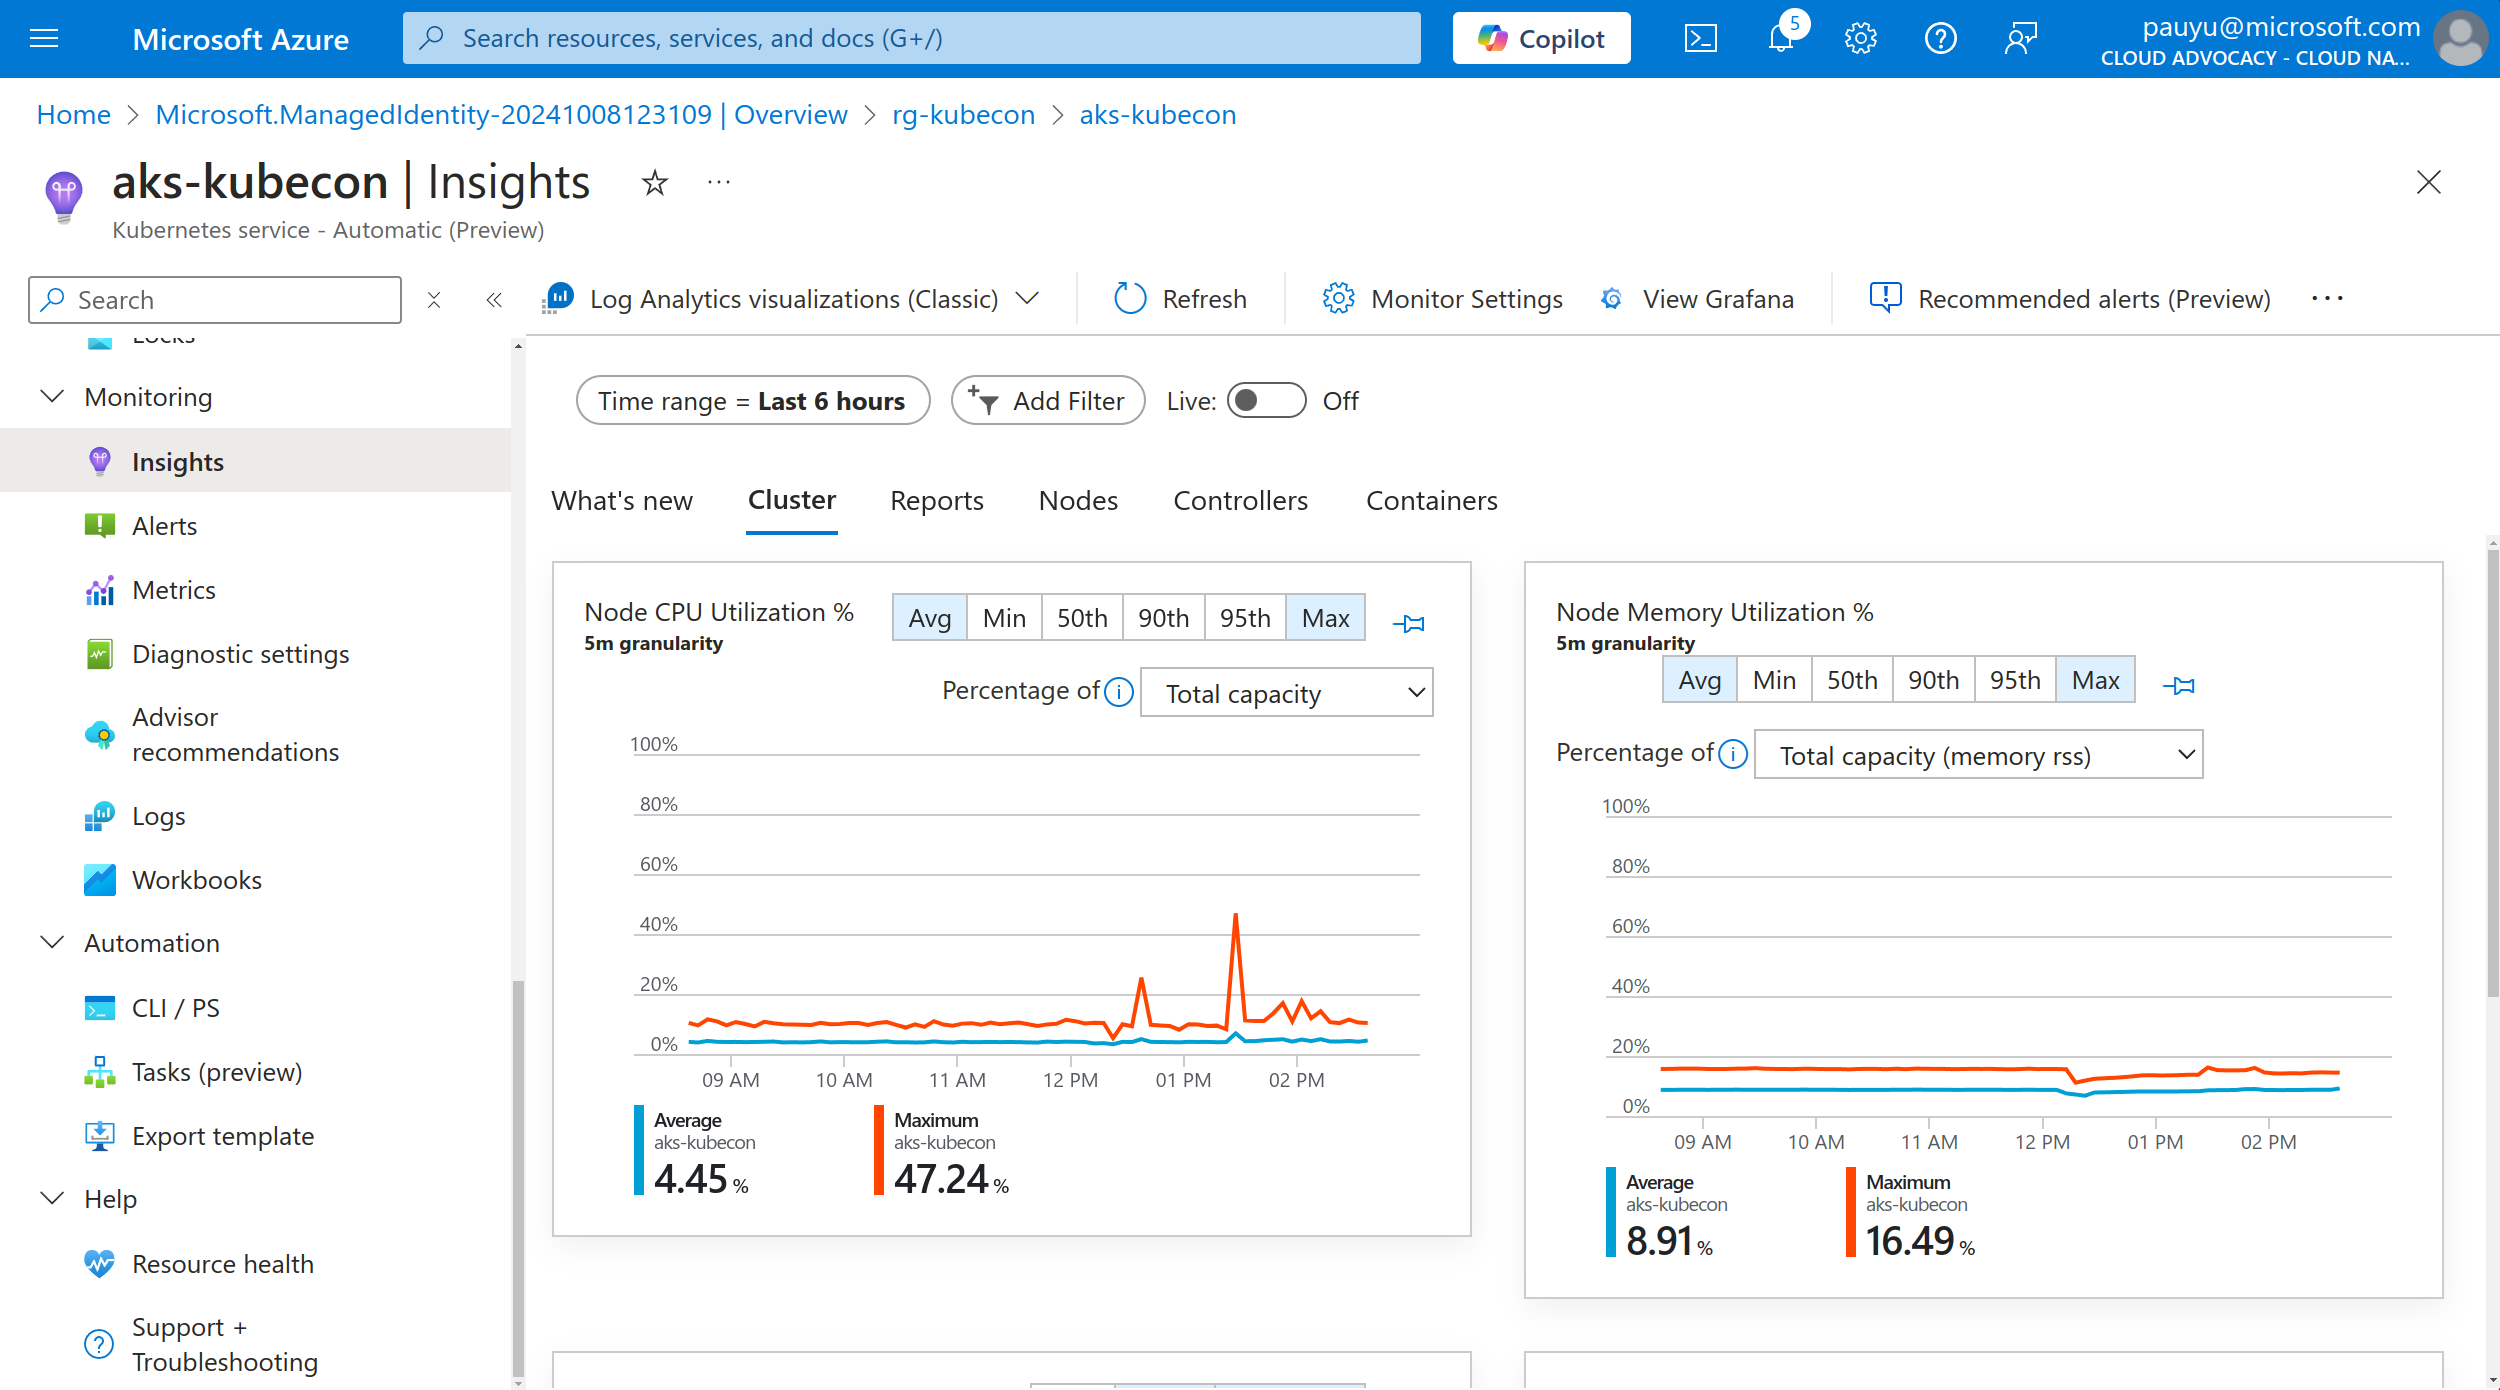 Microsoft Azure
Search resources, services, and docs (G+/)
Copilot
5
pauyu@microsoft.com
CLOUD ADVOCACY - CLOUD NA...
Home > Microsoft.ManagedIdentity-20241008123109 | Overview > rg-kubecon > aks-kubecon
aks-kubecon | Insights
Kubernetes service - Automatic (Preview)
Search
Log Analytics visualizations (Classic)
Refresh
Monitor Settings
View Grafana
Recommended alerts (Preview)
Locks
Monitoring
Insights
Alerts
Metrics
Diagnostic settings
Advisor
recommendations
Logs
Workbooks
Automation
CLI / PS
Tasks (preview)
Export template
Help
Resource health
Support +
Troubleshooting
Time range = Last 6 hours
Add Filter
Live: Off
What's new
Cluster
Reports
Nodes
Controllers
Containers
Node CPU Utilization %
5m granularity
Avg Min 50th 90th 95th Max
Percentage of Total capacity
100%
80%
60%
40%
20%
0%
09 AM 10 AM 11 AM 12 PM 01 PM 02 PM
Average
aks-kubecon
4.45 %
Maximum
aks-kubecon
47.24 %
Node Memory Utilization %
5m granularity
Avg Min 50th 90th 95th Max
Percentage of Total capacity (memory rss)
100%
80%
60%
40%
20%
0%
09 AM 10 AM 11 AM 12 PM 01 PM 02 PM
Average
aks-kubecon
8.91 %
Maximum
aks-kubecon
16.49 %